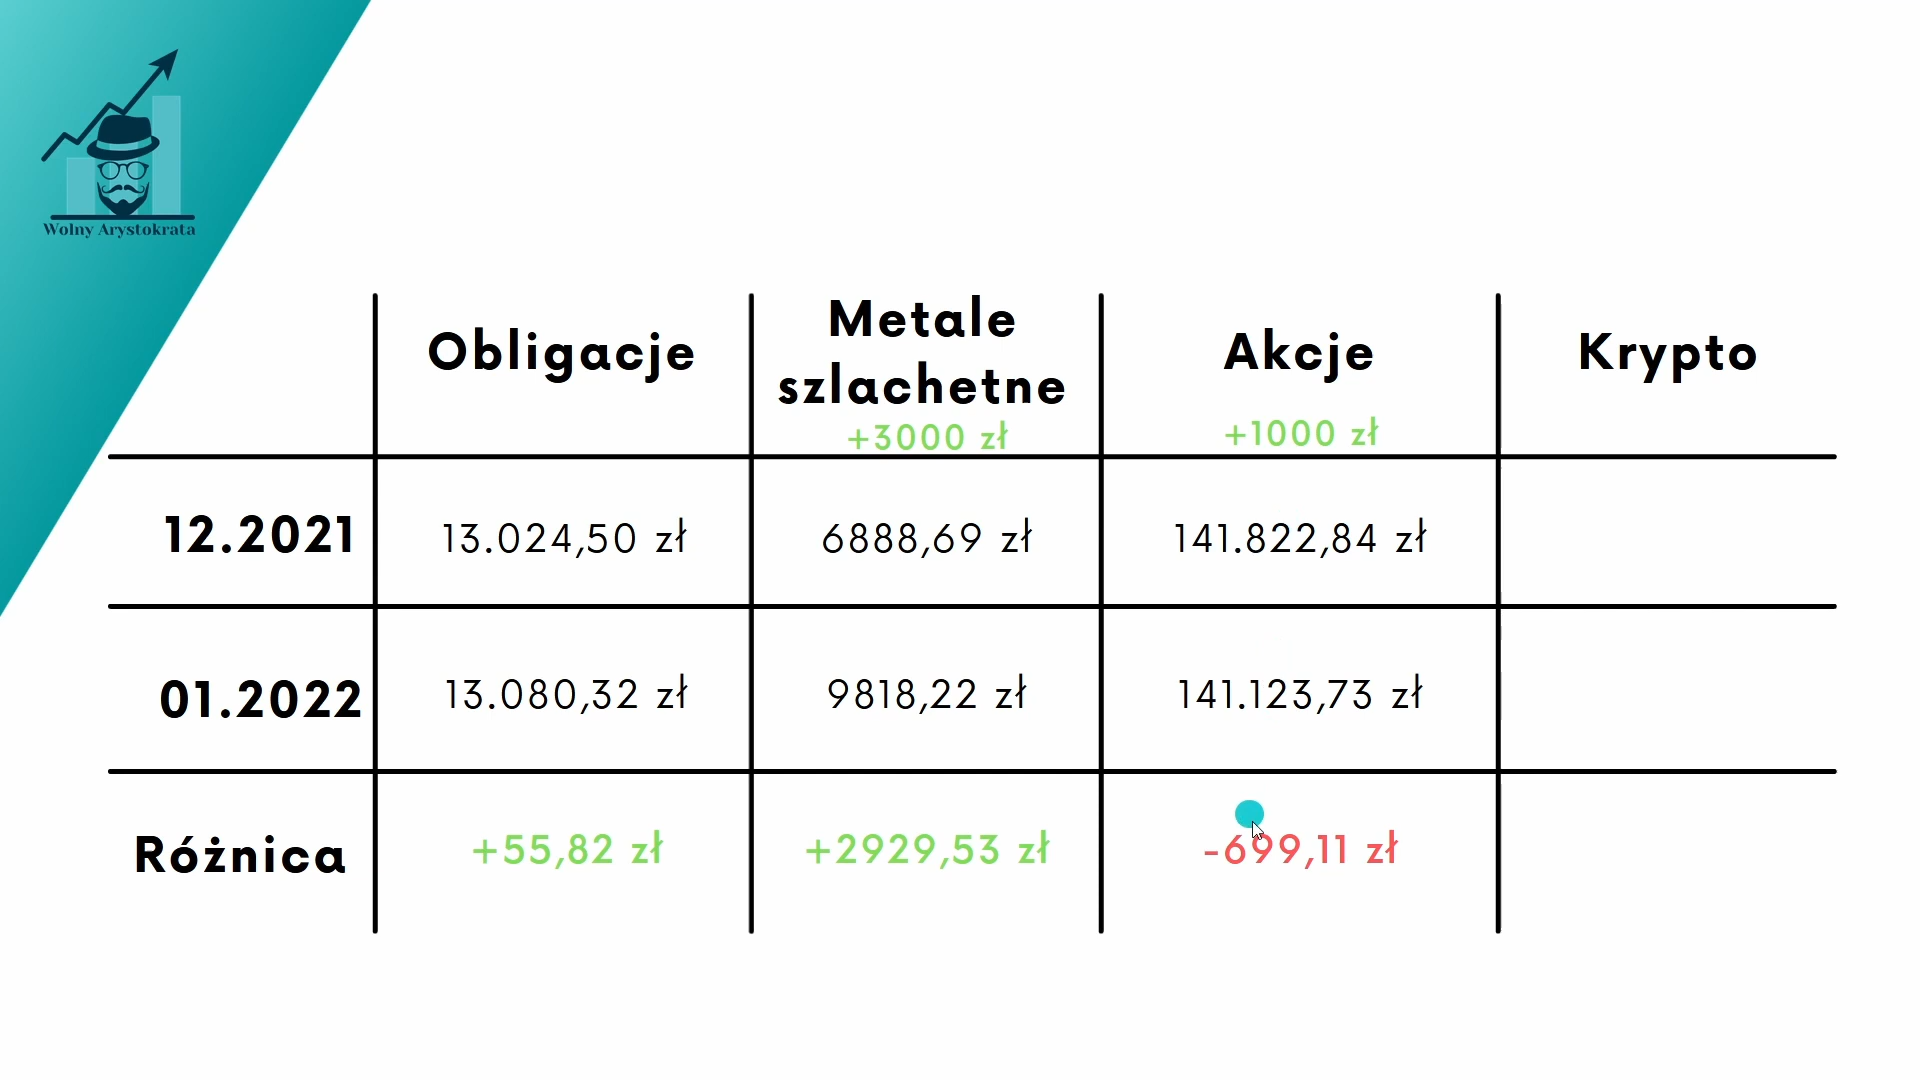 Wolny Arystokrata
Obligacje
Metale
szlachetne
+3000 zł
Akcje
+1000 zł
Krypto
12.2021
13.024,50 zł
6888,69 zł
141.822,84 zł
01.2022
13.080,32 zł
9818,22 zł
141.123,73 zł
Różnica
+55,82 zł
+2929,53 zł
-699,11 zł